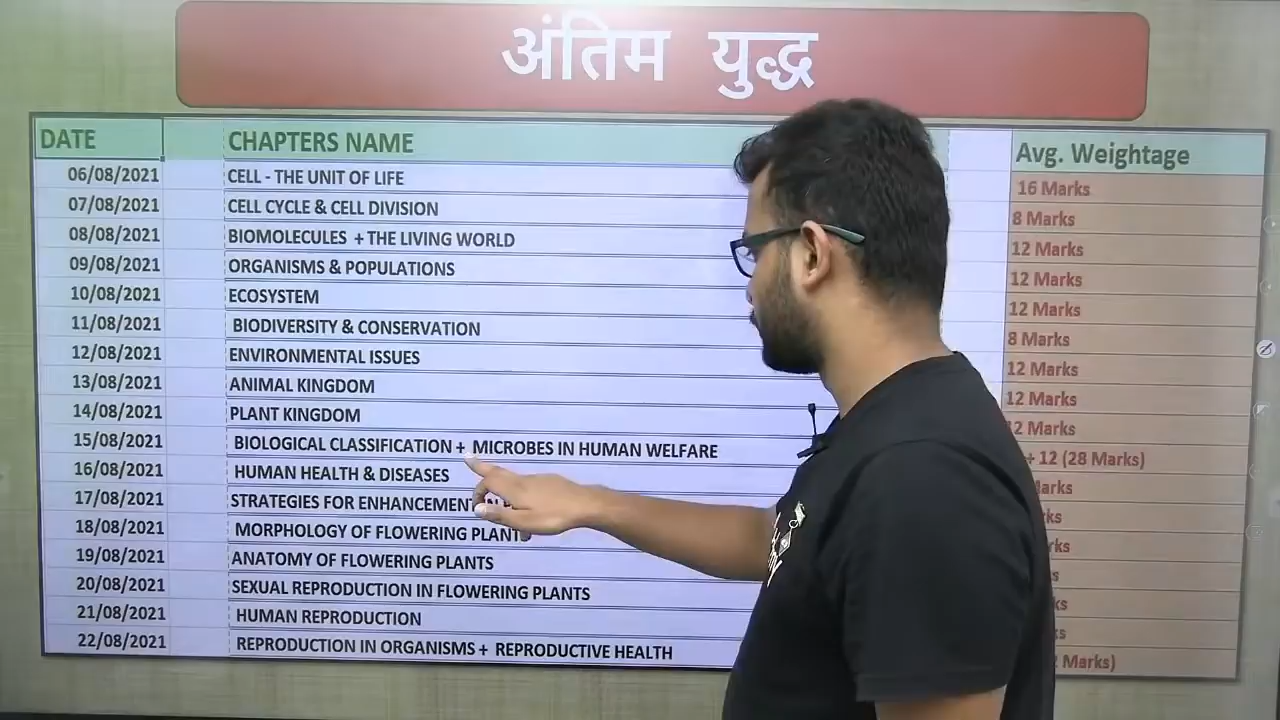 अंतिम युद्ध
DATE CHAPTERS NAME Avg. Weightage
06/08/2021 CELL - THE UNIT OF LIFE 16 Marks
07/08/2021 CELL CYCLE & CELL DIVISION 8 Marks
08/08/2021 BIOMOLECULES + THE LIVING WORLD 12 Marks
09/08/2021 ORGANISMS & POPULATIONS 12 Marks
10/08/2021 ECOSYSTEM 12 Marks
11/08/2021 BIODIVERSITY & CONSERVATION 8 Marks
12/08/2021 ENVIRONMENTAL ISSUES 12 Marks
13/08/2021 ANIMAL KINGDOM 12 Marks
14/08/2021 PLANT KINGDOM 12 Marks
15/08/2021 BIOLOGICAL CLASSIFICATION + MICROBES IN HUMAN WELFARE + 12 (28 Marks)
16/08/2021 HUMAN HEALTH & DISEASES
17/08/2021 STRATEGIES FOR ENHANCEMENT
18/08/2021 MORPHOLOGY OF FLOWERING PLANTS
19/08/2021 ANATOMY OF FLOWERING PLANTS
20/08/2021 SEXUAL REPRODUCTION IN FLOWERING PLANTS
21/08/2021 HUMAN REPRODUCTION
22/08/2021 REPRODUCTION IN ORGANISMS + REPRODUCTIVE HEALTH Marks)